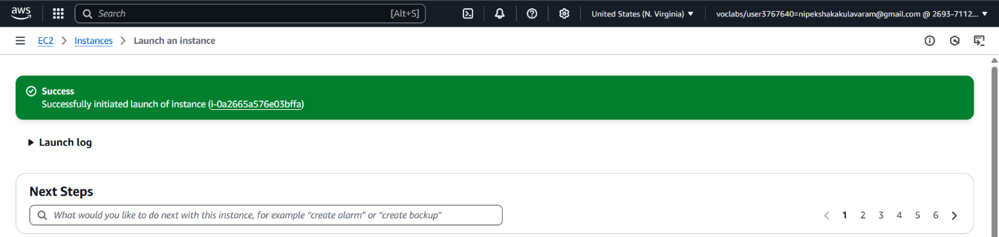 aws Search [Alt+S] United States (N. Virginia) voclabs/user3767640=nipekshakakulavaram@gmail.com @ 2693-7112...
EC2 Instances Launch an instance
Success
Successfully initiated launch of instance (i-0a2665a576e03bffa)
Launch log
Next Steps
What would you like to do next with this instance, for example “create alarm” or “create backup” 1 2 3 4 5 6